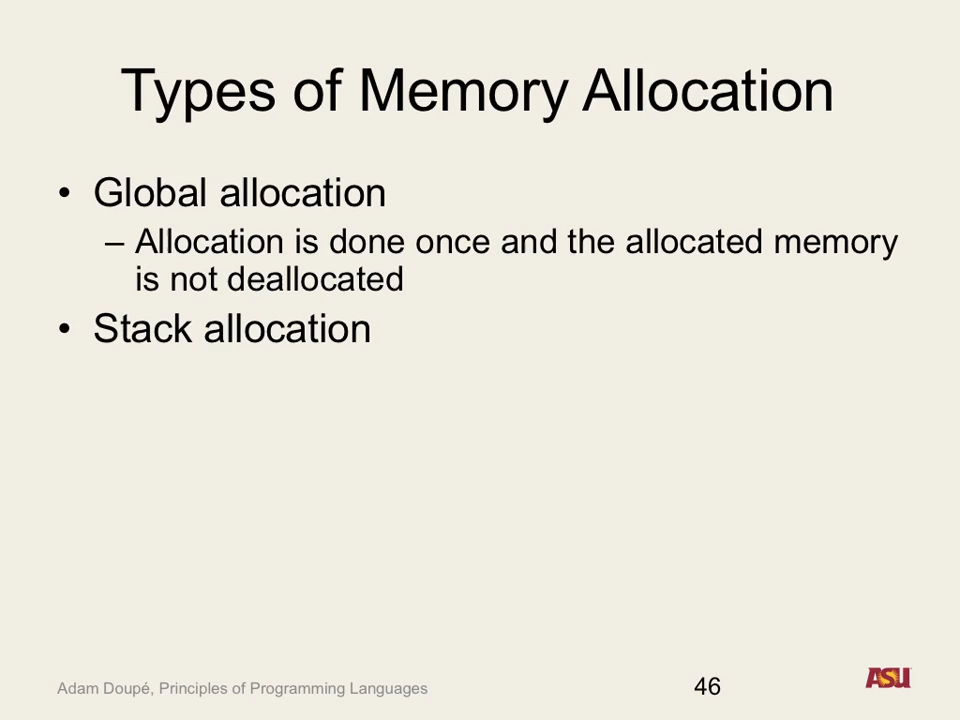 Types of Memory Allocation
• Global allocation
– Allocation is done once and the allocated memory
is not deallocated
• Stack allocation
Adam Doupé, Principles of Programming Languages
46
ASU